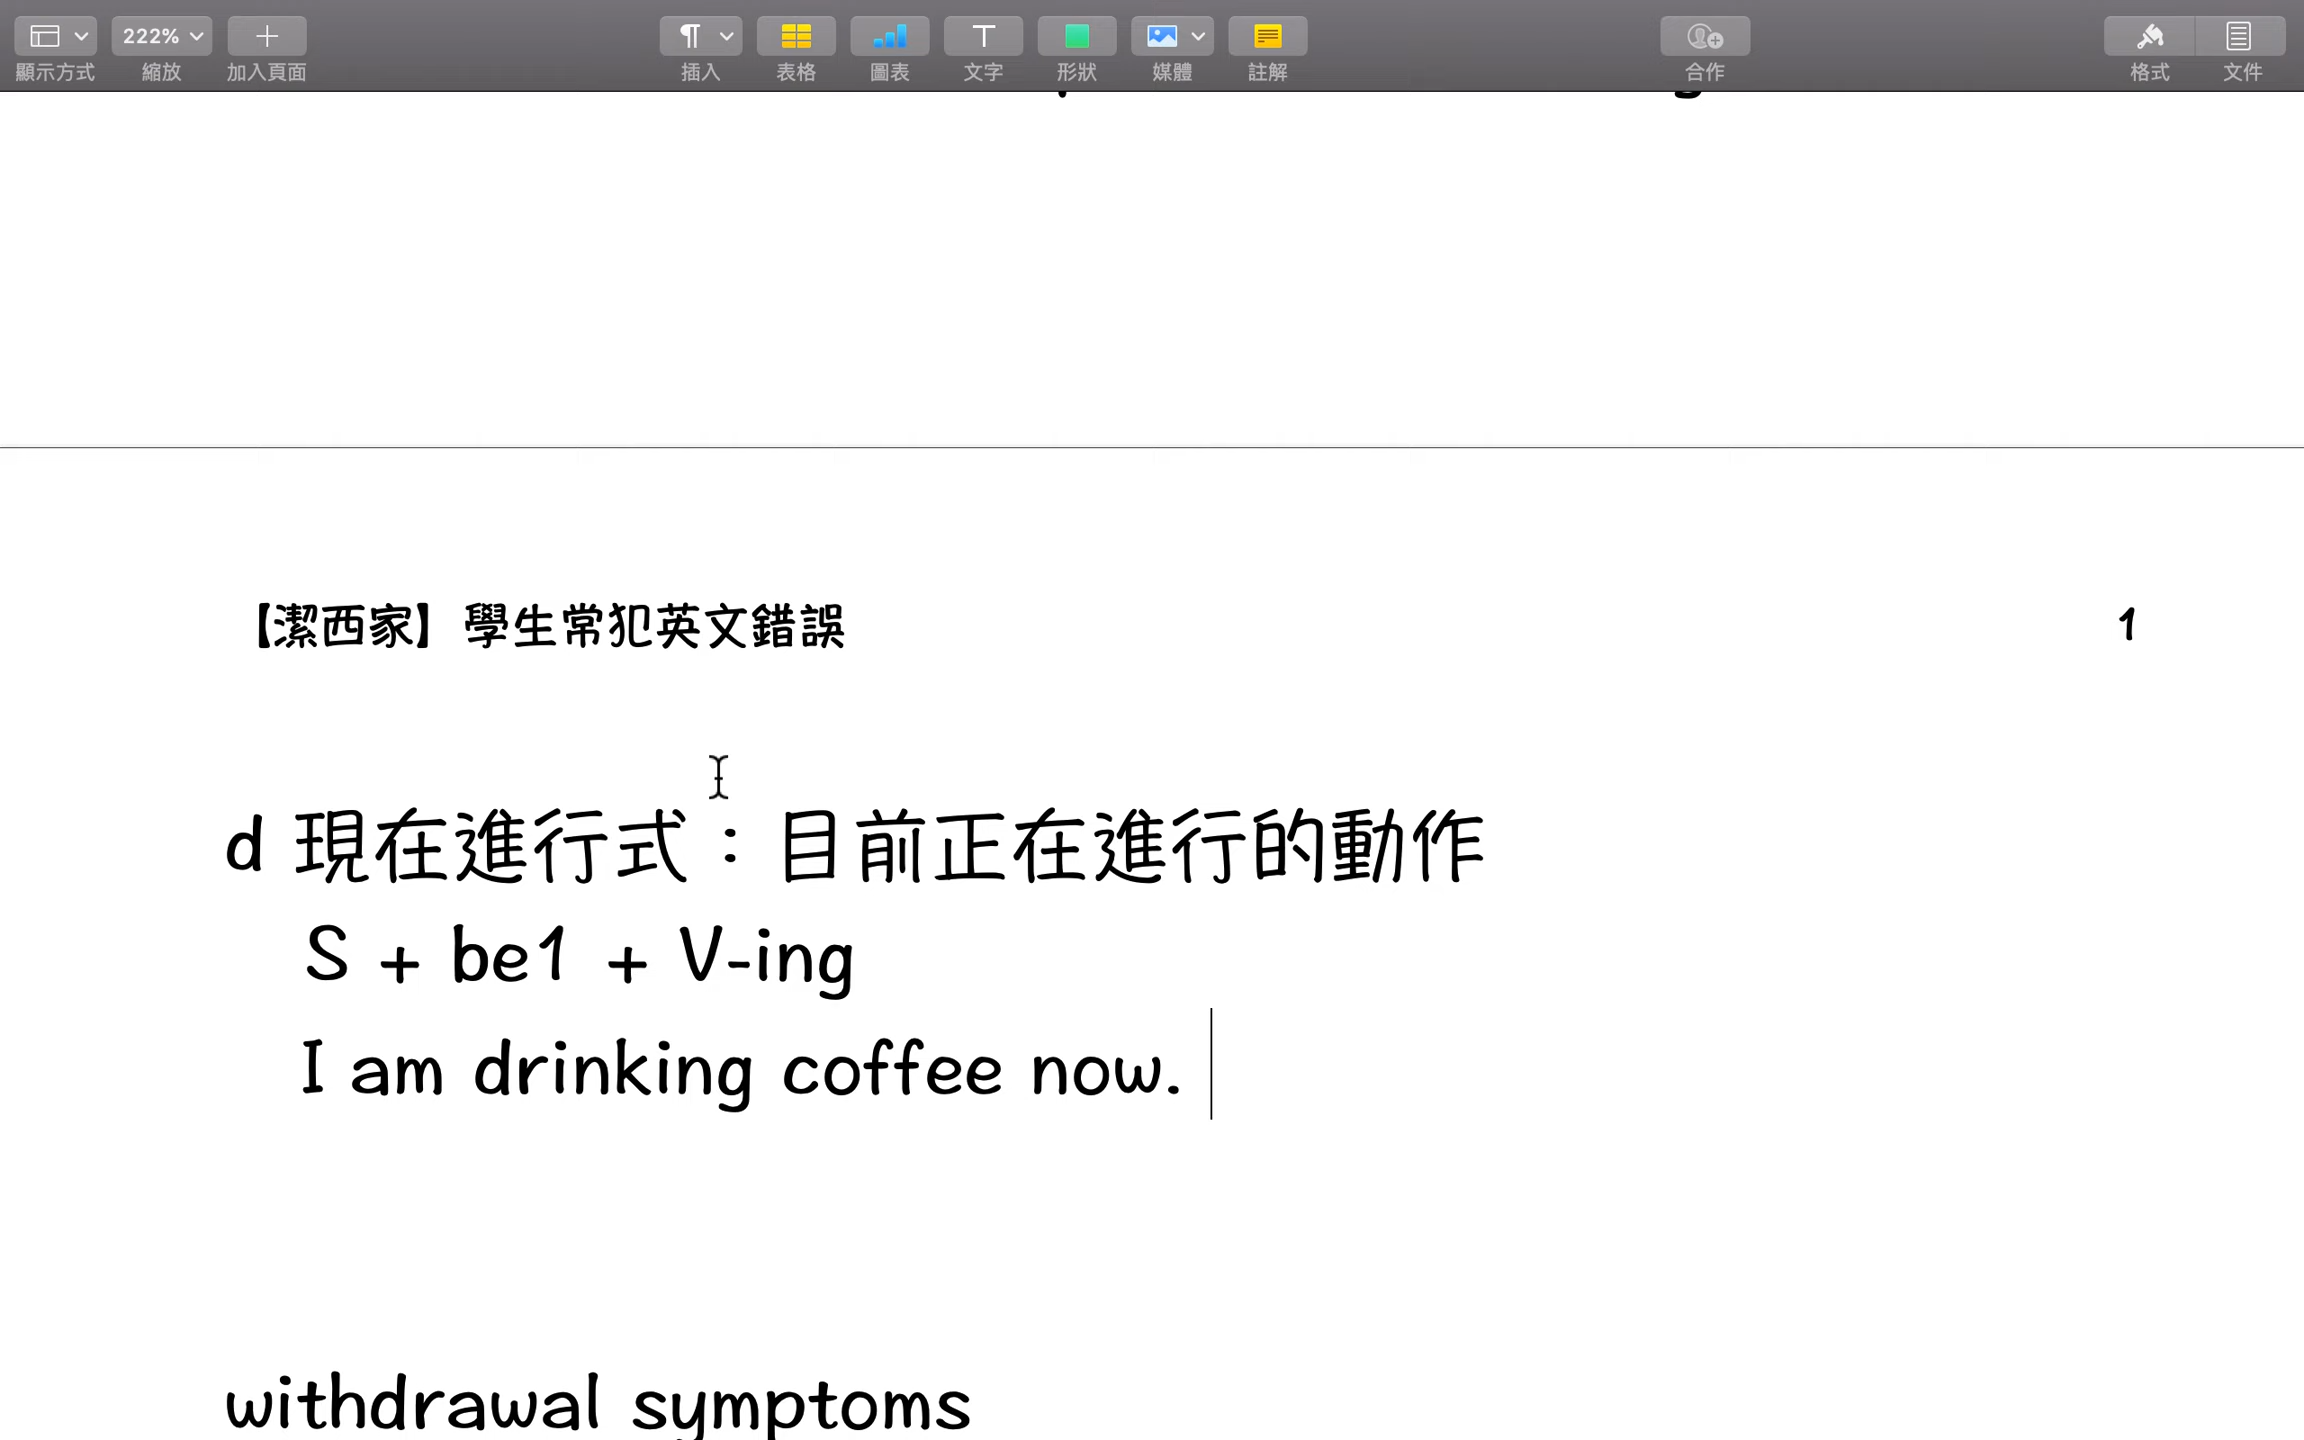 222%
顯示方式 縮放 加入頁面 插入 表格 圖表 文字 形狀 媒體 註解 合作 格式 文件
【潔西家】學生常犯英文錯誤 1
d 現在進行式：目前正在進行的動作
S + be1 + V-ing
I am drinking coffee now.
withdrawal symptoms